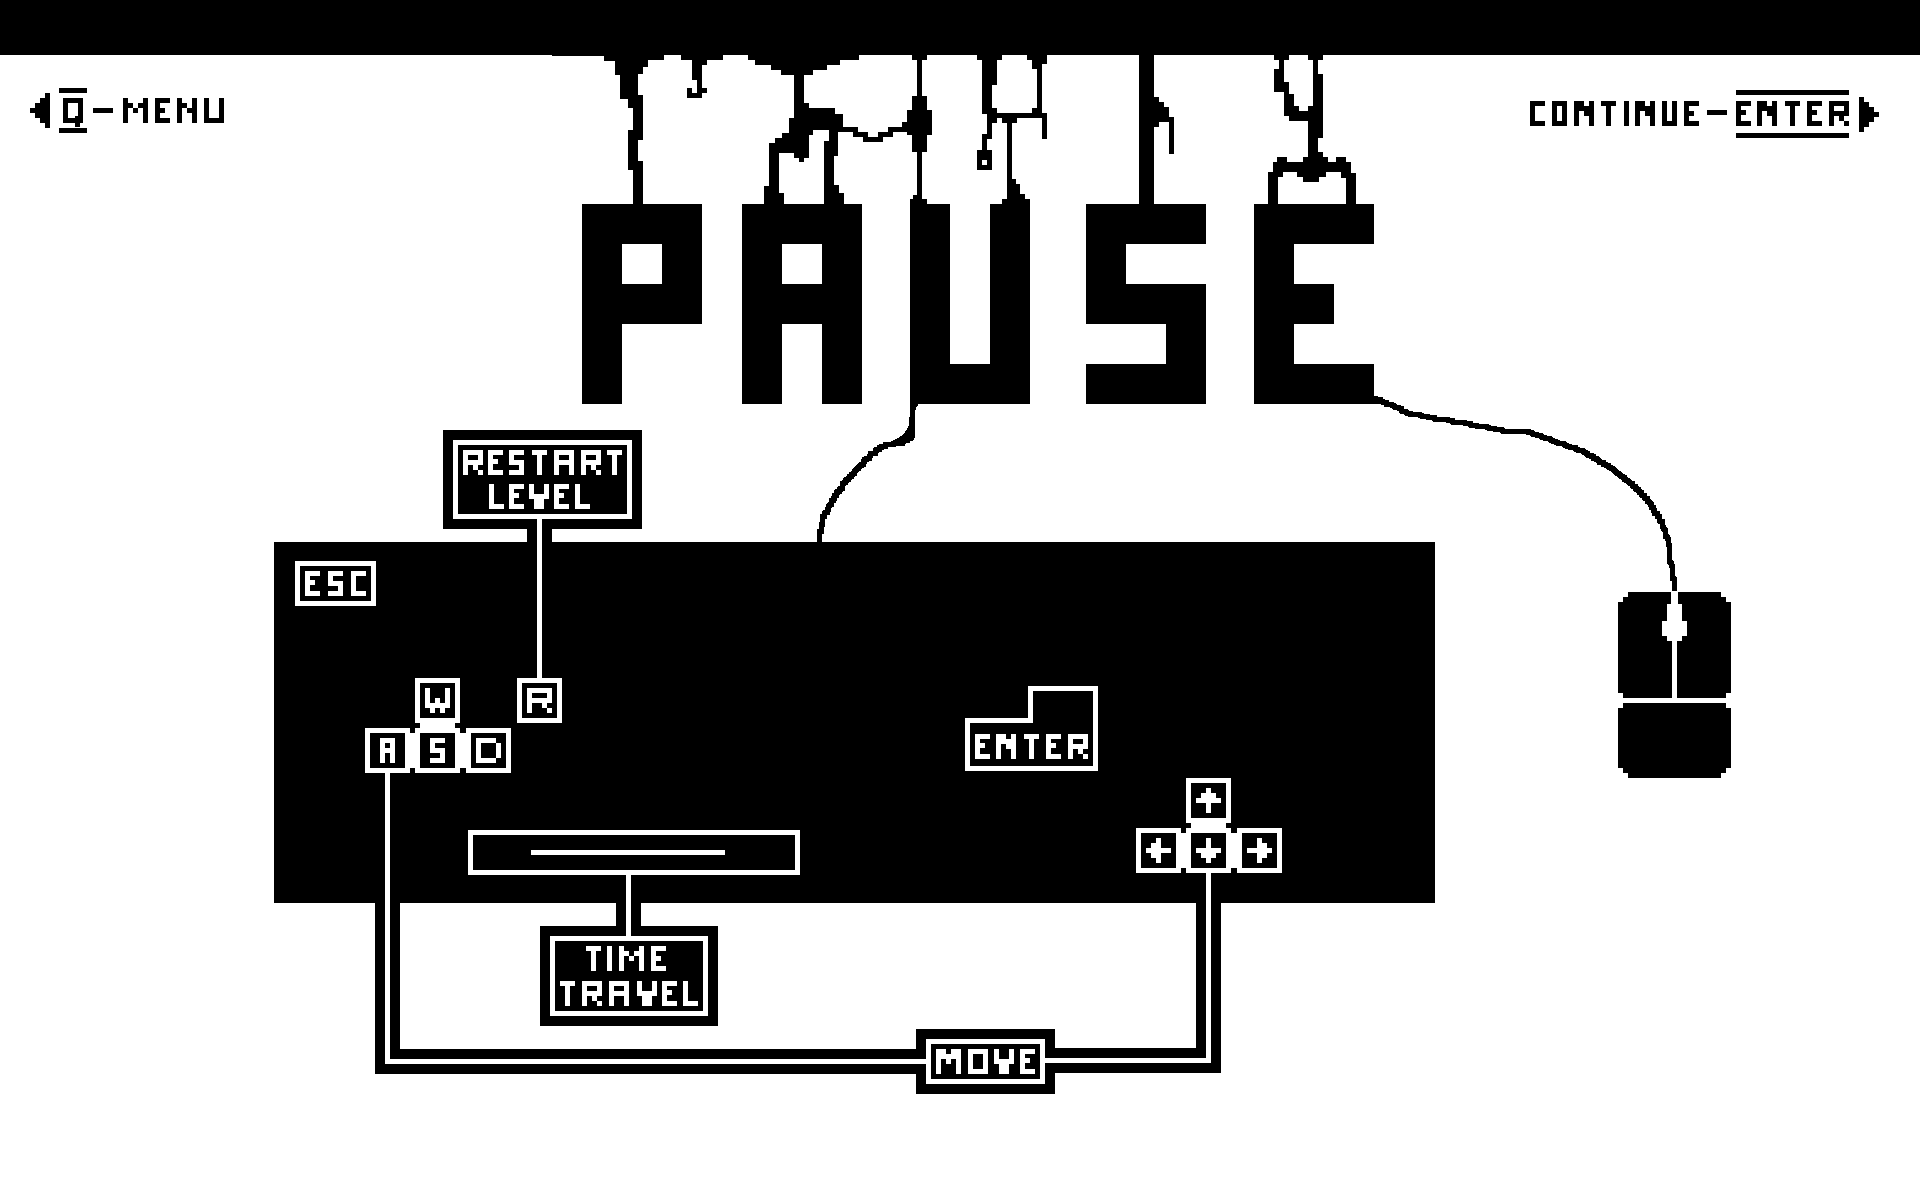 Q-MENU
CONTINUE-ENTER
PAUSE
RESTART
LEVEL
ESC
W
R
A S D
ENTER
↑
← ↓ →
TIME
TRAVEL
MOVE